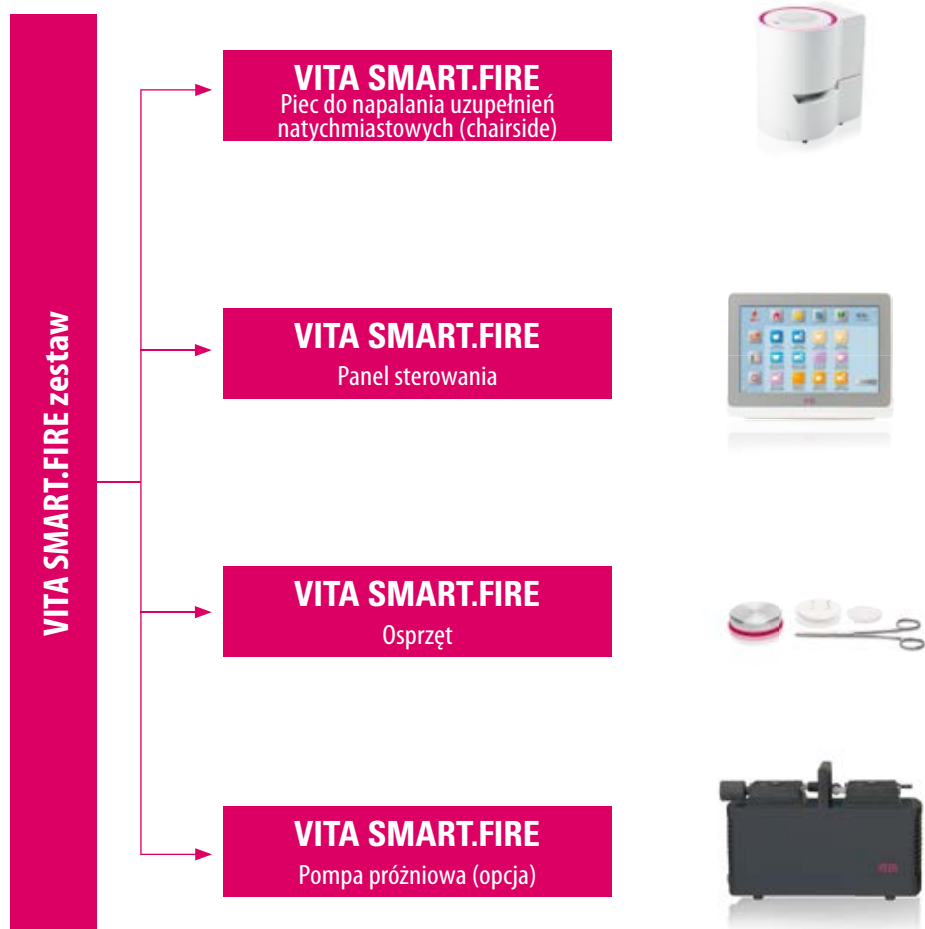 VITA SMART.FIRE zestaw
VITA SMART.FIRE
Piec do napalania uzupełnień
natychmiastowych (chairside)
VITA SMART.FIRE
Panel sterowania
VITA SMART.FIRE
Osprzęt
VITA SMART.FIRE
Pompa próżniowa (opcja)